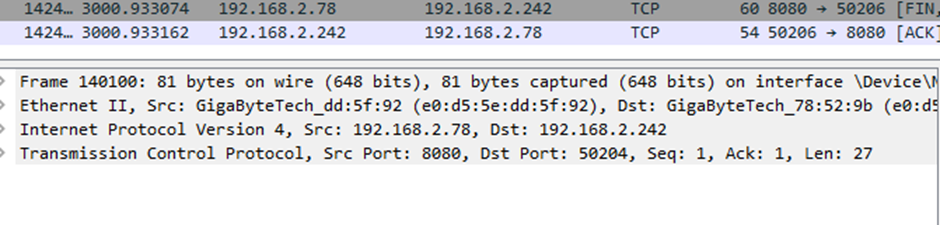 1424… 3000.933074 192.168.2.78 192.168.2.242 TCP 60 8080 → 50206 [FIN,
1424… 3000.933162 192.168.2.242 192.168.2.78 TCP 54 50206 → 8080 [ACK]
Frame 140100: 81 bytes on wire (648 bits), 81 bytes captured (648 bits) on interface \Device\N
Ethernet II, Src: GigaByteTech_dd:5f:92 (e0:d5:5e:dd:5f:92), Dst: GigaByteTech_78:52:9b (e0:d5
Internet Protocol Version 4, Src: 192.168.2.78, Dst: 192.168.2.242
Transmission Control Protocol, Src Port: 8080, Dst Port: 50204, Seq: 1, Ack: 1, Len: 27